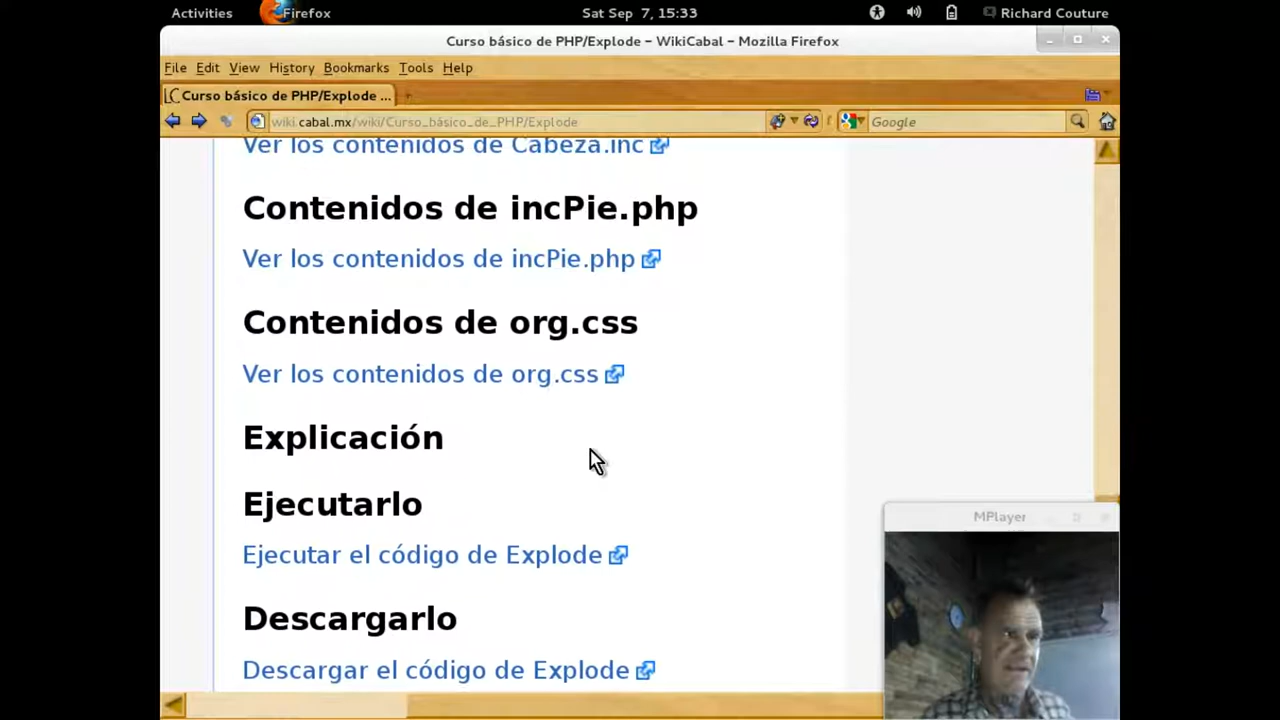 Activities Firefox Sat Sep 7, 15:33 Richard Couture
Curso básico de PHP/Explode - WikiCabal - Mozilla Firefox
File Edit View History Bookmarks Tools Help
Curso básico de PHP/Explode ...
wiki.cabal.mx/wiki/Curso_básico_de_PHP/Explode Google
Ver los contenidos de Cabeza.inc
Contenidos de incPie.php
Ver los contenidos de incPie.php
Contenidos de org.css
Ver los contenidos de org.css
Explicación
Ejecutarlo
Ejecutar el código de Explode
Descargarlo
Descargar el código de Explode
MPlayer